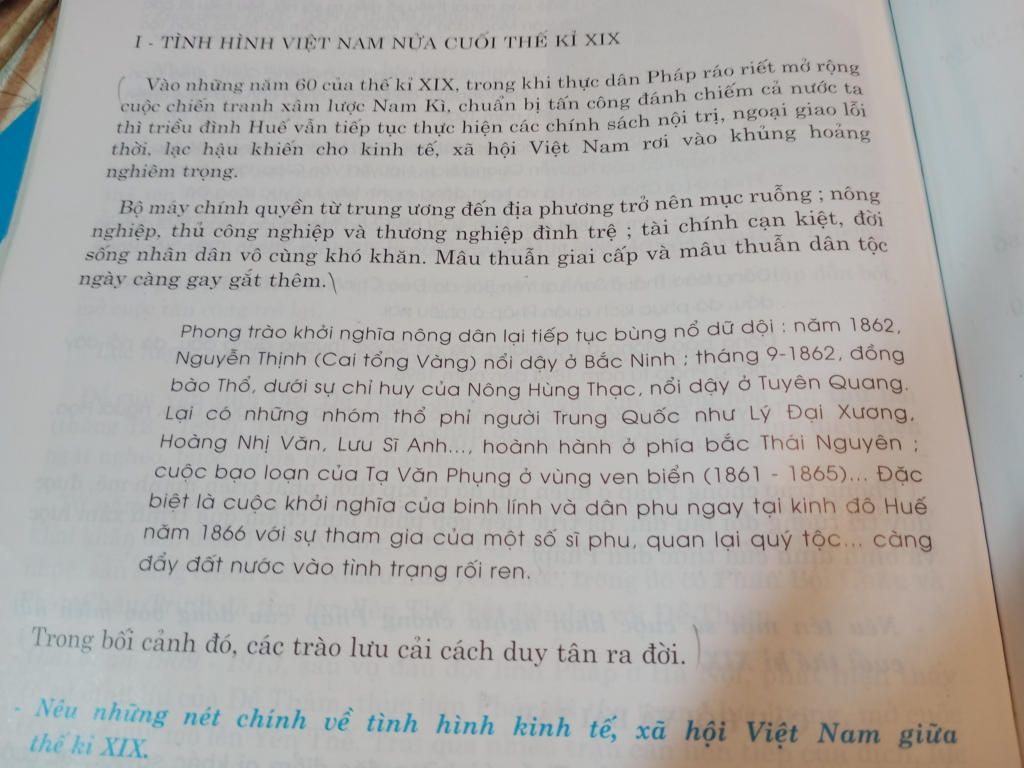 I - TÌNH HÌNH VIỆT NAM NỬA CUỐI THẾ KỈ XIX
Vào những năm 60 của thế kỉ XIX, trong khi thực dân Pháp ráo riết mở rộng
cuộc chiến tranh xâm lược Nam Kì, chuẩn bị tấn công đánh chiếm cả nước ta
thì triều đình Huế vẫn tiếp tục thực hiện các chính sách nội trị, ngoại giao lỗi
thời, lạc hậu khiến cho kinh tế, xã hội Việt Nam rơi vào khủng hoảng
nghiêm trọng.
Bộ máy chính quyền từ trung ương đến địa phương trở nên mục ruỗng ; nông
nghiệp, thủ công nghiệp và thương nghiệp đình trệ ; tài chính cạn kiệt, đời
sống nhân dân vô cùng khó khăn. Mâu thuẫn giai cấp và mâu thuẫn dân tộc
ngày càng gay gắt thêm.
Phong trào khởi nghĩa nông dân lại tiếp tục bùng nổ dữ dội : năm 1862,
Nguyễn Thịnh (Cai tổng Vàng) nổi dậy ở Bắc Ninh ; tháng 9-1862, đồng
bào Thổ, dưới sự chỉ huy của Nông Hùng Thạc, nổi dậy ở Tuyên Quang.
Lại có những nhóm thổ phỉ người Trung Quốc như Lý Đại Xương,
Hoàng Nhị Văn, Lưu Sĩ Anh..., hoành hành ở phía bắc Thái Nguyên ;
cuộc bạo loạn của Tạ Văn Phụng ở vùng ven biển (1861 - 1865)... Đặc
biệt là cuộc khởi nghĩa của binh lính và dân phu ngay tại kinh đô Huế
năm 1866 với sự tham gia của một số sĩ phu, quan lại quý tộc... càng
đẩy đất nước vào tình trạng rối ren.
Trong bối cảnh đó, các trào lưu cải cách duy tân ra đời.
- Nêu những nét chính về tình hình kinh tế, xã hội Việt Nam giữa
thế kỉ XIX.